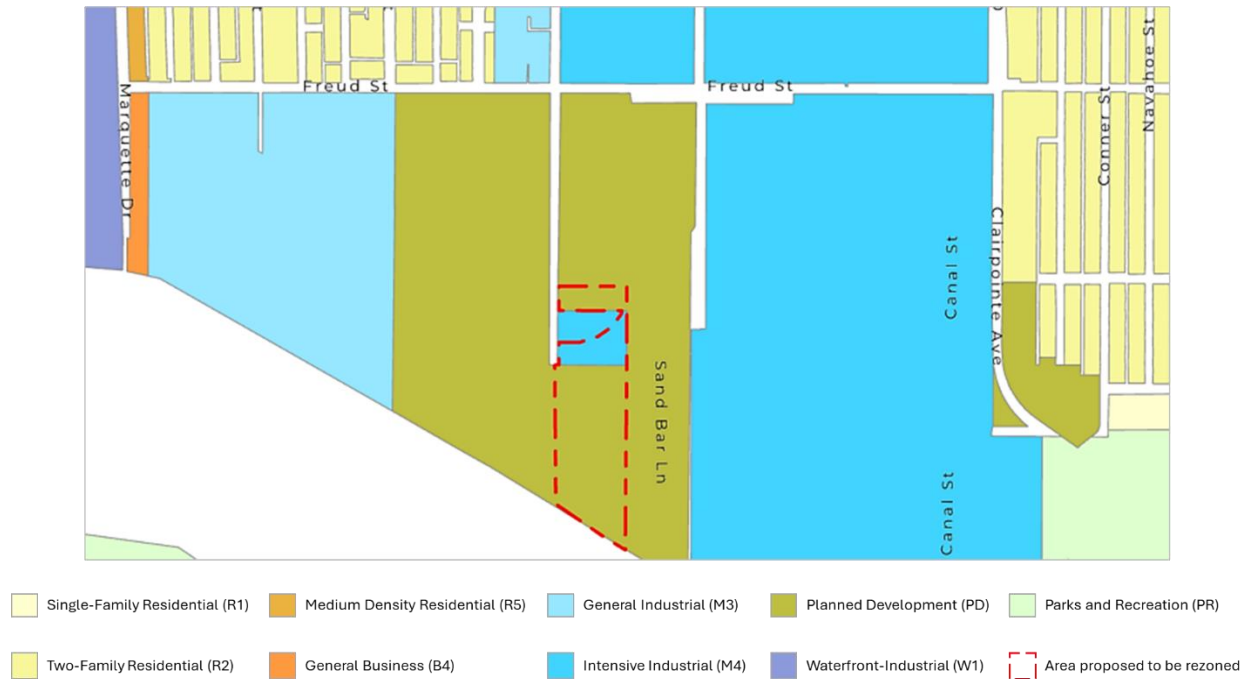 Freud St
Freud St
Marquette Dr
Navahoe St
Conner St
Clairpointe Ave
Canal St
Sand Bar Ln
Canal St
Single-Family Residential (R1)
Medium Density Residential (R5)
General Industrial (M3)
Planned Development (PD)
Parks and Recreation (PR)
Two-Family Residential (R2)
General Business (B4)
Intensive Industrial (M4)
Waterfront-Industrial (W1)
Area proposed to be rezoned